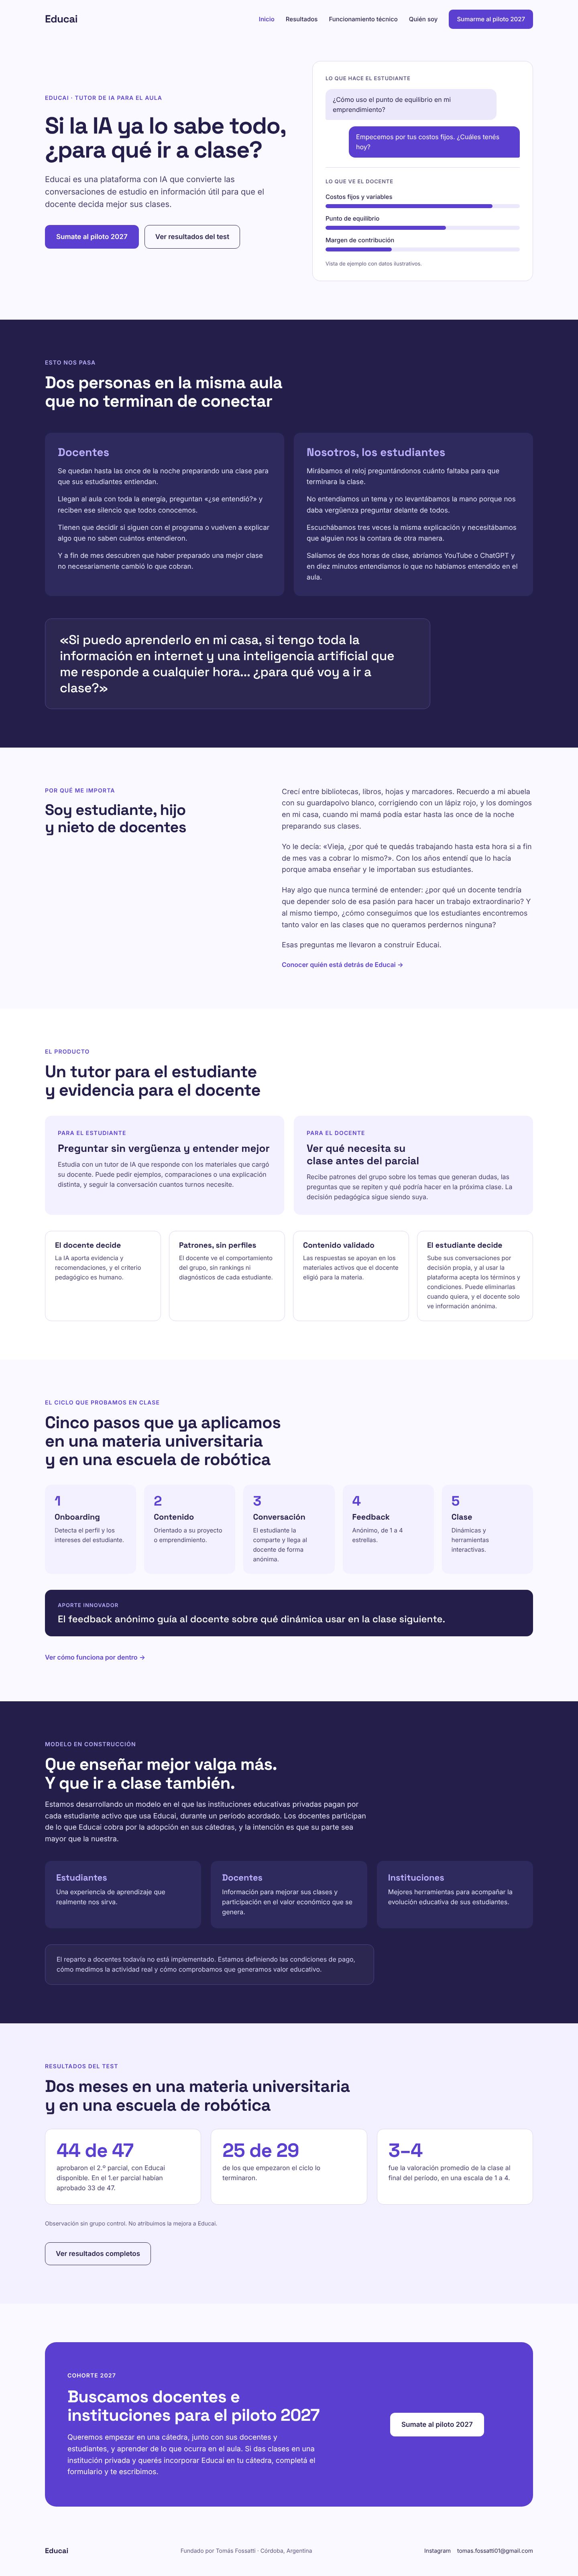 Educai
Inicio
Resultados
Funcionamiento técnico
Quién soy
Sumarme al piloto 2027
EDUCAI · TUTOR DE IA PARA EL AULA
Si la IA ya lo sabe todo,
¿para qué ir a clase?
Educai es una plataforma con IA que convierte las
conversaciones de estudio en información útil para que el
docente decida mejor sus clases.
Sumate al piloto 2027
Ver resultados del test
LO QUE HACE EL ESTUDIANTE
¿Cómo uso el punto de equilibrio en mi
emprendimiento?
Empecemos por tus costos fijos. ¿Cuáles tenés
hoy?
LO QUE VE EL DOCENTE
Costos fijos y variables
Punto de equilibrio
Margen de contribución
Vista de ejemplo con datos ilustrativos.
ESTO NOS PASA
Dos personas en la misma aula
que no terminan de conectar
Docentes
Se quedan hasta las once de la noche preparando una clase para
que sus estudiantes entiendan.
Llegan al aula con toda la energía, preguntan «¿se entendió?» y
reciben ese silencio que todos conocemos.
Tienen que decidir si siguen con el programa o vuelven a explicar
algo que no saben cuántos entendieron.
Y a fin de mes descubren que haber preparado una mejor clase
no necesariamente cambió lo que cobran.
Nosotros, los estudiantes
Mirábamos el reloj preguntándonos cuánto faltaba para que
terminara la clase.
No entendíamos un tema y no levantábamos la mano porque nos
daba vergüenza preguntar delante de todos.
Escuchábamos tres veces la misma explicación y necesitábamos
que alguien nos la contara de otra manera.
Salíamos de dos horas de clase, abríamos YouTube o ChatGPT y
en diez minutos entendíamos lo que no habíamos entendido en el
aula.
«Si puedo aprenderlo en mi casa, si tengo toda la
información en internet y una inteligencia artificial que
me responde a cualquier hora... ¿para qué voy a ir a
clase?»
POR QUÉ ME IMPORTA
Soy estudiante, hijo
y nieto de docentes
Crecí entre bibliotecas, libros, hojas y marcadores. Recuerdo a mi abuela
con su guardapolvo blanco, corrigiendo con un lápiz rojo, y los domingos
en mi casa, cuando mi mamá podía estar hasta las once de la noche
preparando sus clases.
Yo le decía: «Vieja, ¿por qué te quedás trabajando hasta esta hora si a fin
de mes vas a cobrar lo mismo?». Con los años entendí que lo hacía
porque amaba enseñar y le importaban sus estudiantes.
Hay algo que nunca terminé de entender: ¿por qué un docente tendría
que depender solo de esa pasión para hacer un trabajo extraordinario? Y
al mismo tiempo, ¿cómo conseguimos que los estudiantes encontremos
tanto valor en las clases que no queramos perdernos ninguna?
Esas preguntas me llevaron a construir Educai.
Conocer quién está detrás de Educai →
EL PRODUCTO
Un tutor para el estudiante
y evidencia para el docente
PARA EL ESTUDIANTE
Preguntar sin vergüenza y entender mejor
Estudia con un tutor de IA que responde con los materiales que cargó
su docente. Puede pedir ejemplos, comparaciones o una explicación
distinta, y seguir la conversación cuantos turnos necesite.
PARA EL DOCENTE
Ver qué necesita su
clase antes del parcial
Recibe patrones del grupo sobre los temas que generan dudas, las
preguntas que se repiten y qué podría hacer en la próxima clase. La
decisión pedagógica sigue siendo suya.
El docente decide
La IA aporta evidencia y
recomendaciones, y el criterio
pedagógico es humano.
Patrones, sin perfiles
El docente ve el comportamiento
del grupo, sin rankings ni
diagnósticos de cada estudiante.
Contenido validado
Las respuestas se apoyan en los
materiales activos que el docente
eligió para la materia.
El estudiante decide
Sube sus conversaciones por
decisión propia, y al usar la
plataforma acepta los términos y
condiciones. Puede eliminarlas
cuando quiera, y el docente solo
ve información anónima.
EL CICLO QUE PROBAMOS EN CLASE
Cinco pasos que ya aplicamos
en una materia universitaria
y en una escuela de robótica
1
Onboarding
Detecta el perfil y los
intereses del estudiante.
2
Contenido
Orientado a su proyecto
o emprendimiento.
3
Conversación
El estudiante la
comparte y llega al
docente de forma
anónima.
4
Feedback
Anónimo, de 1 a 4
estrellas.
5
Clase
Dinámicas y
herramientas
interactivas.
APORTE INNOVADOR
El feedback anónimo guía al docente sobre qué dinámica usar en la clase siguiente.
Ver cómo funciona por dentro →
MODELO EN CONSTRUCCIÓN
Que enseñar mejor valga más.
Y que ir a clase también.
Estamos desarrollando un modelo en el que las instituciones educativas privadas pagan por
cada estudiante activo que usa Educai, durante un período acordado. Los docentes participan
de lo que Educai cobra por la adopción en sus cátedras, y la intención es que su parte sea
mayor que la nuestra.
Estudiantes
Una experiencia de aprendizaje que
realmente nos sirva.
Docentes
Información para mejorar sus clases y
participación en el valor económico que se
genera.
Instituciones
Mejores herramientas para acompañar la
evolución educativa de sus estudiantes.
El reparto a docentes todavía no está implementado. Estamos definiendo las condiciones de pago,
cómo medimos la actividad real y cómo comprobamos que generamos valor educativo.
RESULTADOS DEL TEST
Dos meses en una materia universitaria
y en una escuela de robótica
44 de 47
aprobaron el 2.º parcial, con Educai
disponible. En el 1.er parcial habían
aprobado 33 de 47.
25 de 29
de los que empezaron el ciclo lo
terminaron.
3–4
fue la valoración promedio de la clase al
final del período, en una escala de 1 a 4.
Observación sin grupo control. No atribuimos la mejora a Educai.
Ver resultados completos
COHORTE 2027
Buscamos docentes e
instituciones para el piloto 2027
Queremos empezar en una cátedra, junto con sus docentes y
estudiantes, y aprender de lo que ocurra en el aula. Si das clases en una
institución privada y querés incorporar Educai en tu cátedra, completá el
formulario y te escribimos.
Sumate al piloto 2027
Educai
Fundado por Tomás Fossatti · Córdoba, Argentina
Instagram
tomas.fossatti01@gmail.com